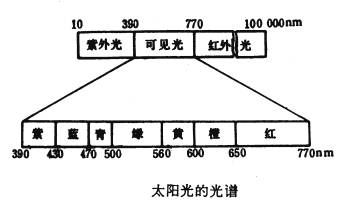 10 390 770 100 000nm
紫外光 可见光 红外光
紫 蓝 青 绿 黄 橙 红
390 430 470 500 560 600 650 770nm
太阳光的光谱